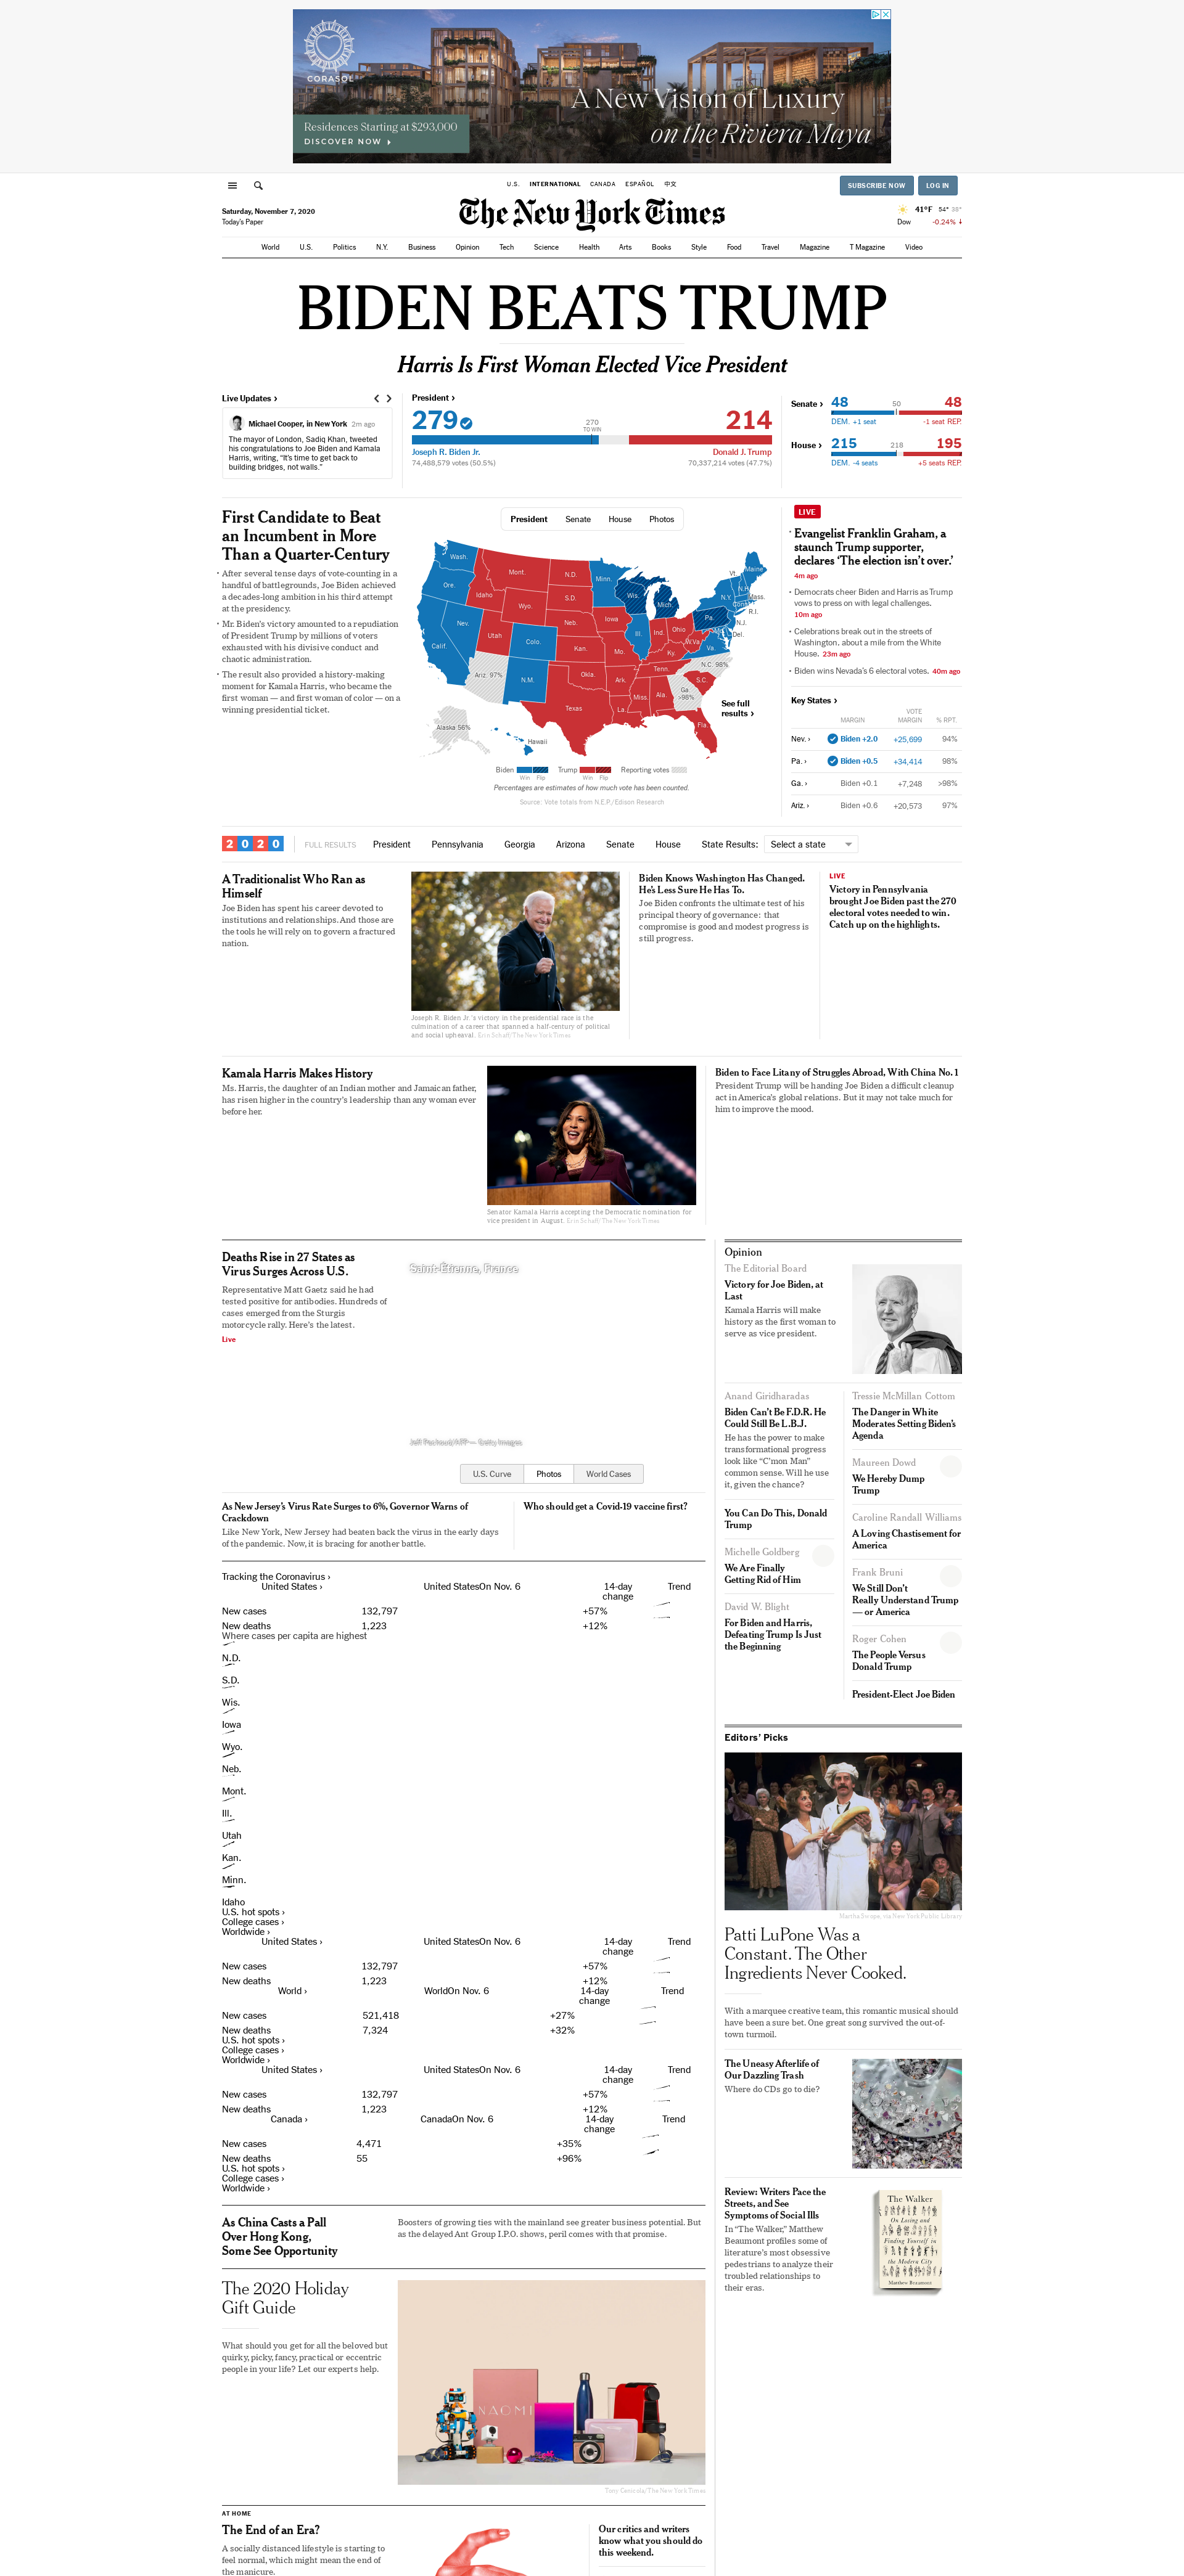 CORASOL
A New Vision of Luxury
on the Riviera Maya
Residences Starting at $293,000
DISCOVER NOW
U.S. INTERNATIONAL CANADA ESPAÑOL 中文
SUBSCRIBE NOW LOG IN
Saturday, November 7, 2020
Today's Paper
The New York Times
41°F 54° 38°
Dow -0.24% ↓
World U.S. Politics N.Y. Business Opinion Tech Science Health Arts Books Style Food Travel Magazine T Magazine Video
BIDEN BEATS TRUMP
Harris Is First Woman Elected Vice President
Live Updates ›
Michael Cooper, in New York 2m ago
The mayor of London, Sadiq Khan, tweeted
his congratulations to Joe Biden and Kamala
Harris, writing, “It's time to get back to
building bridges, not walls.”
President ›
279 214
270
TO WIN
Joseph R. Biden Jr. Donald J. Trump
74,488,579 votes (50.5%) 70,337,214 votes (47.7%)
Senate › 48 50 48
DEM. +1 seat -1 seat REP.
House › 215 218 195
DEM. -4 seats +5 seats REP.
First Candidate to Beat
an Incumbent in More
Than a Quarter-Century
• After several tense days of vote-counting in a
handful of battlegrounds, Joe Biden achieved
a decades-long ambition in his third attempt
at the presidency.
• Mr. Biden's victory amounted to a repudiation
of President Trump by millions of voters
exhausted with his divisive conduct and
chaotic administration.
• The result also provided a history-making
moment for Kamala Harris, who became the
first woman — and first woman of color — on a
winning presidential ticket.
President Senate House Photos
Wash.
Mont.
N.D.
Minn.
Vt.
Maine
Ore.
Idaho
S.D.
Wis.
Mich.
N.Y.
N.H.
Mass.
Conn.
R.I.
Wyo.
Iowa
Pa.
N.J.
Nev.
Neb.
Ill.
Ind.
Ohio
Md.
Del.
Utah
Colo.
W.Va.
Va.
Calif.
Kan.
Mo.
Ky.
N.C. 98%
Ariz. 97%
N.M.
Okla.
Ark.
Tenn.
S.C.
Miss.
Ala.
Ga.
>98%
Texas
La.
Fla.
Alaska 56%
Hawaii
See full
results ›
Biden Trump Reporting votes
Win Flip Win Flip
Percentages are estimates of how much vote has been counted.
Source: Vote totals from N.E.P./Edison Research
LIVE
• Evangelist Franklin Graham, a
staunch Trump supporter,
declares ‘The election isn't over.’
4m ago
• Democrats cheer Biden and Harris as Trump
vows to press on with legal challenges.
10m ago
• Celebrations break out in the streets of
Washington, about a mile from the White
House. 23m ago
• Biden wins Nevada's 6 electoral votes. 40m ago
Key States ›
MARGIN VOTE
MARGIN % RPT.
Nev. › Biden +2.0 +25,699 94%
Pa. › Biden +0.5 +34,414 98%
Ga. › Biden +0.1 +7,248 >98%
Ariz. › Biden +0.6 +20,573 97%
2020 FULL RESULTS President Pennsylvania Georgia Arizona Senate House State Results: Select a state
A Traditionalist Who Ran as
Himself
Joe Biden has spent his career devoted to
institutions and relationships. And those are
the tools he will rely on to govern a fractured
nation.
Joseph R. Biden Jr.'s victory in the presidential race is the
culmination of a career that spanned a half-century of political
and social upheaval. Erin Schaff/The New York Times
Biden Knows Washington Has Changed.
He's Less Sure He Has To.
Joe Biden confronts the ultimate test of his
principal theory of governance: that
compromise is good and modest progress is
still progress.
LIVE
Victory in Pennsylvania
brought Joe Biden past the 270
electoral votes needed to win.
Catch up on the highlights.
Kamala Harris Makes History
Ms. Harris, the daughter of an Indian mother and Jamaican father,
has risen higher in the country's leadership than any woman ever
before her.
Senator Kamala Harris accepting the Democratic nomination for
vice president in August. Erin Schaff/The New York Times
Biden to Face Litany of Struggles Abroad, With China No. 1
President Trump will be handing Joe Biden a difficult cleanup
act in America's global relations. But it may not take much for
him to improve the mood.
Deaths Rise in 27 States as
Virus Surges Across U.S.
Representative Matt Gaetz said he had
tested positive for antibodies. Hundreds of
cases emerged from the Sturgis
motorcycle rally. Here's the latest.
Live
Saint-Étienne, France
Jeff Pachoud/AFP — Getty Images
U.S. Curve Photos World Cases
As New Jersey's Virus Rate Surges to 6%, Governor Warns of
Crackdown
Like New York, New Jersey had beaten back the virus in the early days
of the pandemic. Now, it is bracing for another battle.
Who should get a Covid-19 vaccine first?
Tracking the Coronavirus ›
United States › United StatesOn Nov. 6 14-day
change Trend
New cases 132,797 +57%
New deaths 1,223 +12%
Where cases per capita are highest
N.D.
S.D.
Wis.
Iowa
Wyo.
Neb.
Mont.
Ill.
Utah
Kan.
Minn.
Idaho
U.S. hot spots ›
College cases ›
Worldwide ›
United States › United StatesOn Nov. 6 14-day
change Trend
New cases 132,797 +57%
New deaths 1,223 +12%
World › WorldOn Nov. 6 14-day
change Trend
New cases 521,418 +27%
New deaths 7,324 +32%
U.S. hot spots ›
College cases ›
Worldwide ›
United States › United StatesOn Nov. 6 14-day
change Trend
New cases 132,797 +57%
New deaths 1,223 +12%
Canada › CanadaOn Nov. 6 14-day
change Trend
New cases 4,471 +35%
New deaths 55 +96%
U.S. hot spots ›
College cases ›
Worldwide ›
As China Casts a Pall
Over Hong Kong,
Some See Opportunity
Boosters of growing ties with the mainland see greater business potential. But
as the delayed Ant Group I.P.O. shows, peril comes with that promise.
The 2020 Holiday
Gift Guide
What should you get for all the beloved but
quirky, picky, fancy, practical or eccentric
people in your life? Let our experts help.
NAOMI
Tony Cenicola/The New York Times
AT HOME
The End of an Era?
A socially distanced lifestyle is starting to
feel normal, which might mean the end of
the manicure.
Our critics and writers
know what you should do
this weekend.
Opinion
The Editorial Board
Victory for Joe Biden, at
Last
Kamala Harris will make
history as the first woman to
serve as vice president.
Anand Giridharadas
Biden Can't Be F.D.R. He
Could Still Be L.B.J.
He has the power to make
transformational progress
look like “C'mon Man”
common sense. Will he use
it, given the chance?
You Can Do This, Donald
Trump
Michelle Goldberg
We Are Finally
Getting Rid of Him
David W. Blight
For Biden and Harris,
Defeating Trump Is Just
the Beginning
Tressie McMillan Cottom
The Danger in White
Moderates Setting Biden's
Agenda
Maureen Dowd
We Hereby Dump
Trump
Caroline Randall Williams
A Loving Chastisement for
America
Frank Bruni
We Still Don't
Really Understand Trump
— or America
Roger Cohen
The People Versus
Donald Trump
President-Elect Joe Biden
Editors' Picks
Martha Swope, via New York Public Library
Patti LuPone Was a
Constant. The Other
Ingredients Never Cooked.
With a marquee creative team, this romantic musical should
have been a sure bet. One great song survived the out-of-
town turmoil.
The Uneasy Afterlife of
Our Dazzling Trash
Where do CDs go to die?
Review: Writers Pace the
Streets, and See
Symptoms of Social Ills
In “The Walker,” Matthew
Beaumont profiles some of
literature's most obsessive
pedestrians to analyze their
troubled relationships to
their eras.
The Walker
On Losing and
Finding Yourself in
the Modern City
Matthew Beaumont